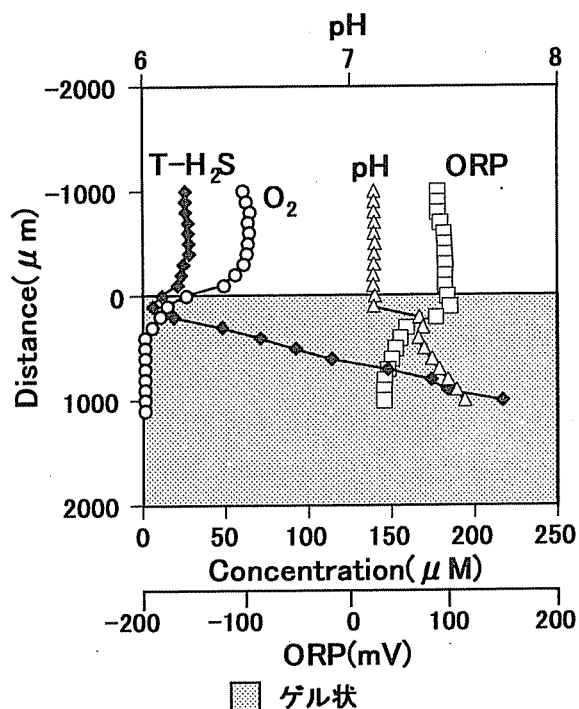 pH
6 7 8
-2000
T-H₂S pH ORP
O₂
-1000
0
1000
2000
Distance(μm)
0 50 100 150 200 250
Concentration(μM)
-200 -100 0 100 200
ORP(mV)
ゲル状